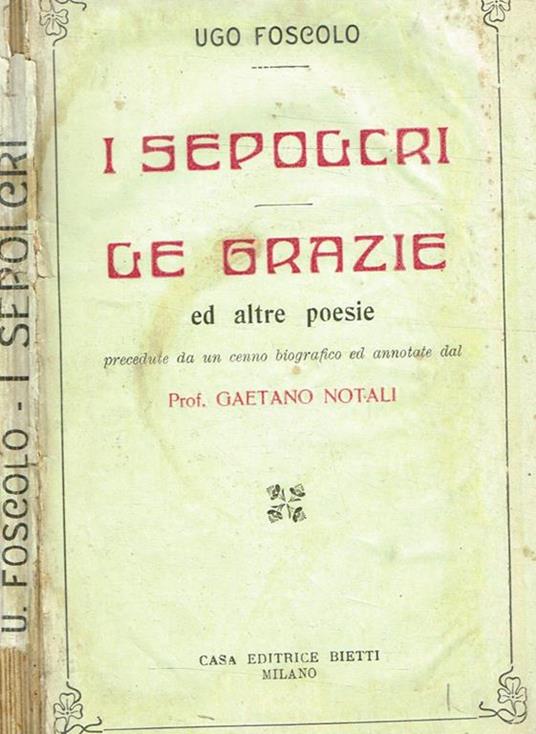 UGO FOSCOLO
I SEPOLCRI
LE GRAZIE
ed altre poesie
precedute da un cenno biografico ed annotate dal
Prof. GAETANO NOTALI
CASA EDITRICE BIETTI
MILANO
U. FOSCOLO - I SEPOLCRI